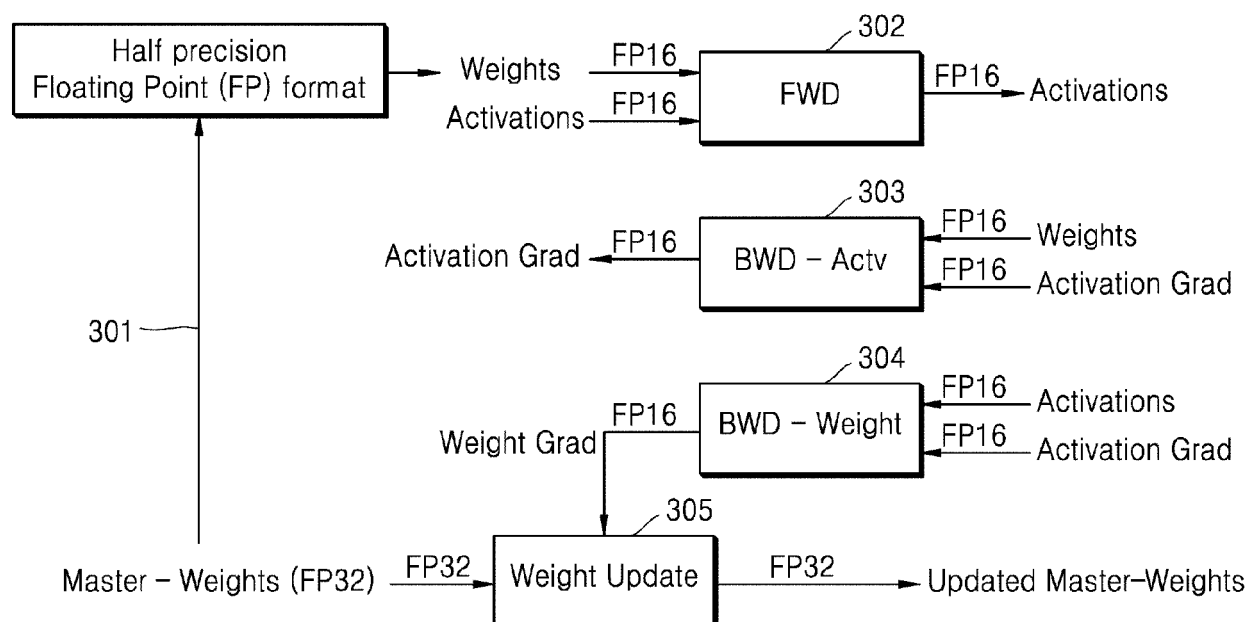 302
Half precision
Floating Point (FP) format
Weights FP16
Activations FP16
FWD
FP16 Activations
303
Activation Grad FP16
BWD - Actv
FP16 Weights
FP16 Activation Grad
301
304
Weight Grad FP16
BWD - Weight
FP16 Activations
FP16 Activation Grad
305
Master - Weights (FP32) FP32
Weight Update
FP32 Updated Master-Weights